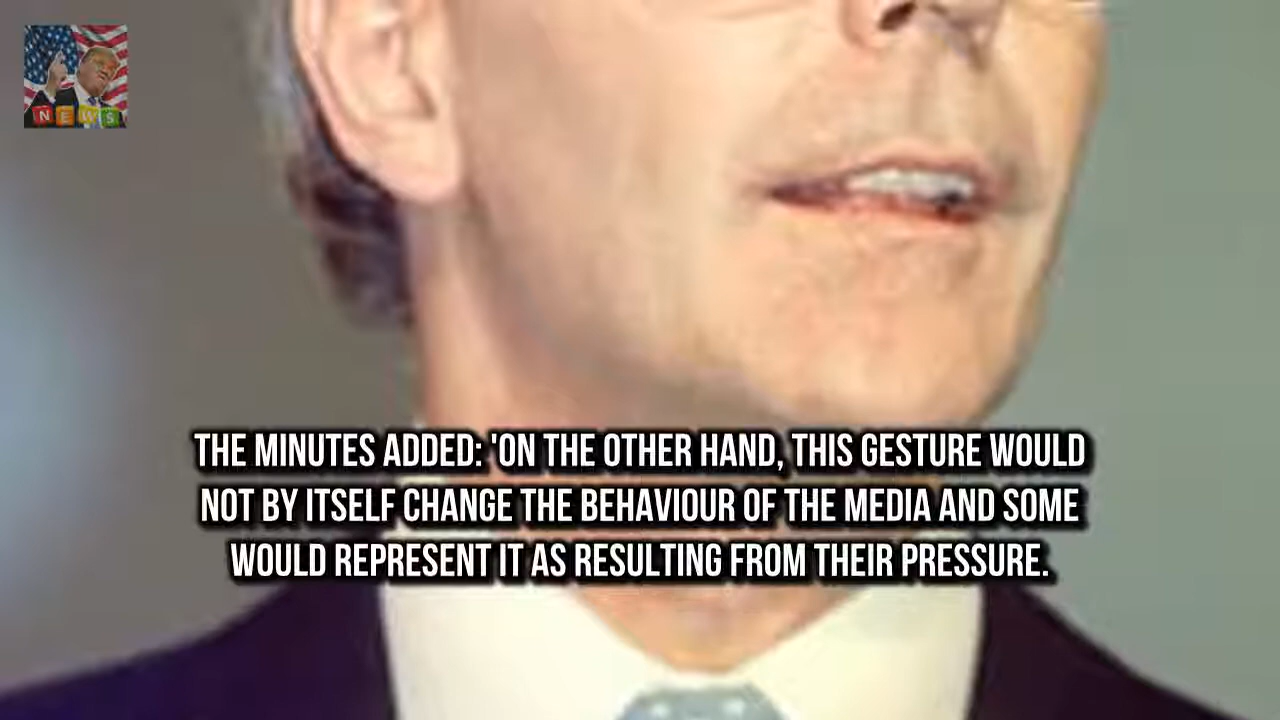 NEWS
THE MINUTES ADDED: 'ON THE OTHER HAND, THIS GESTURE WOULD
NOT BY ITSELF CHANGE THE BEHAVIOUR OF THE MEDIA AND SOME
WOULD REPRESENT IT AS RESULTING FROM THEIR PRESSURE.